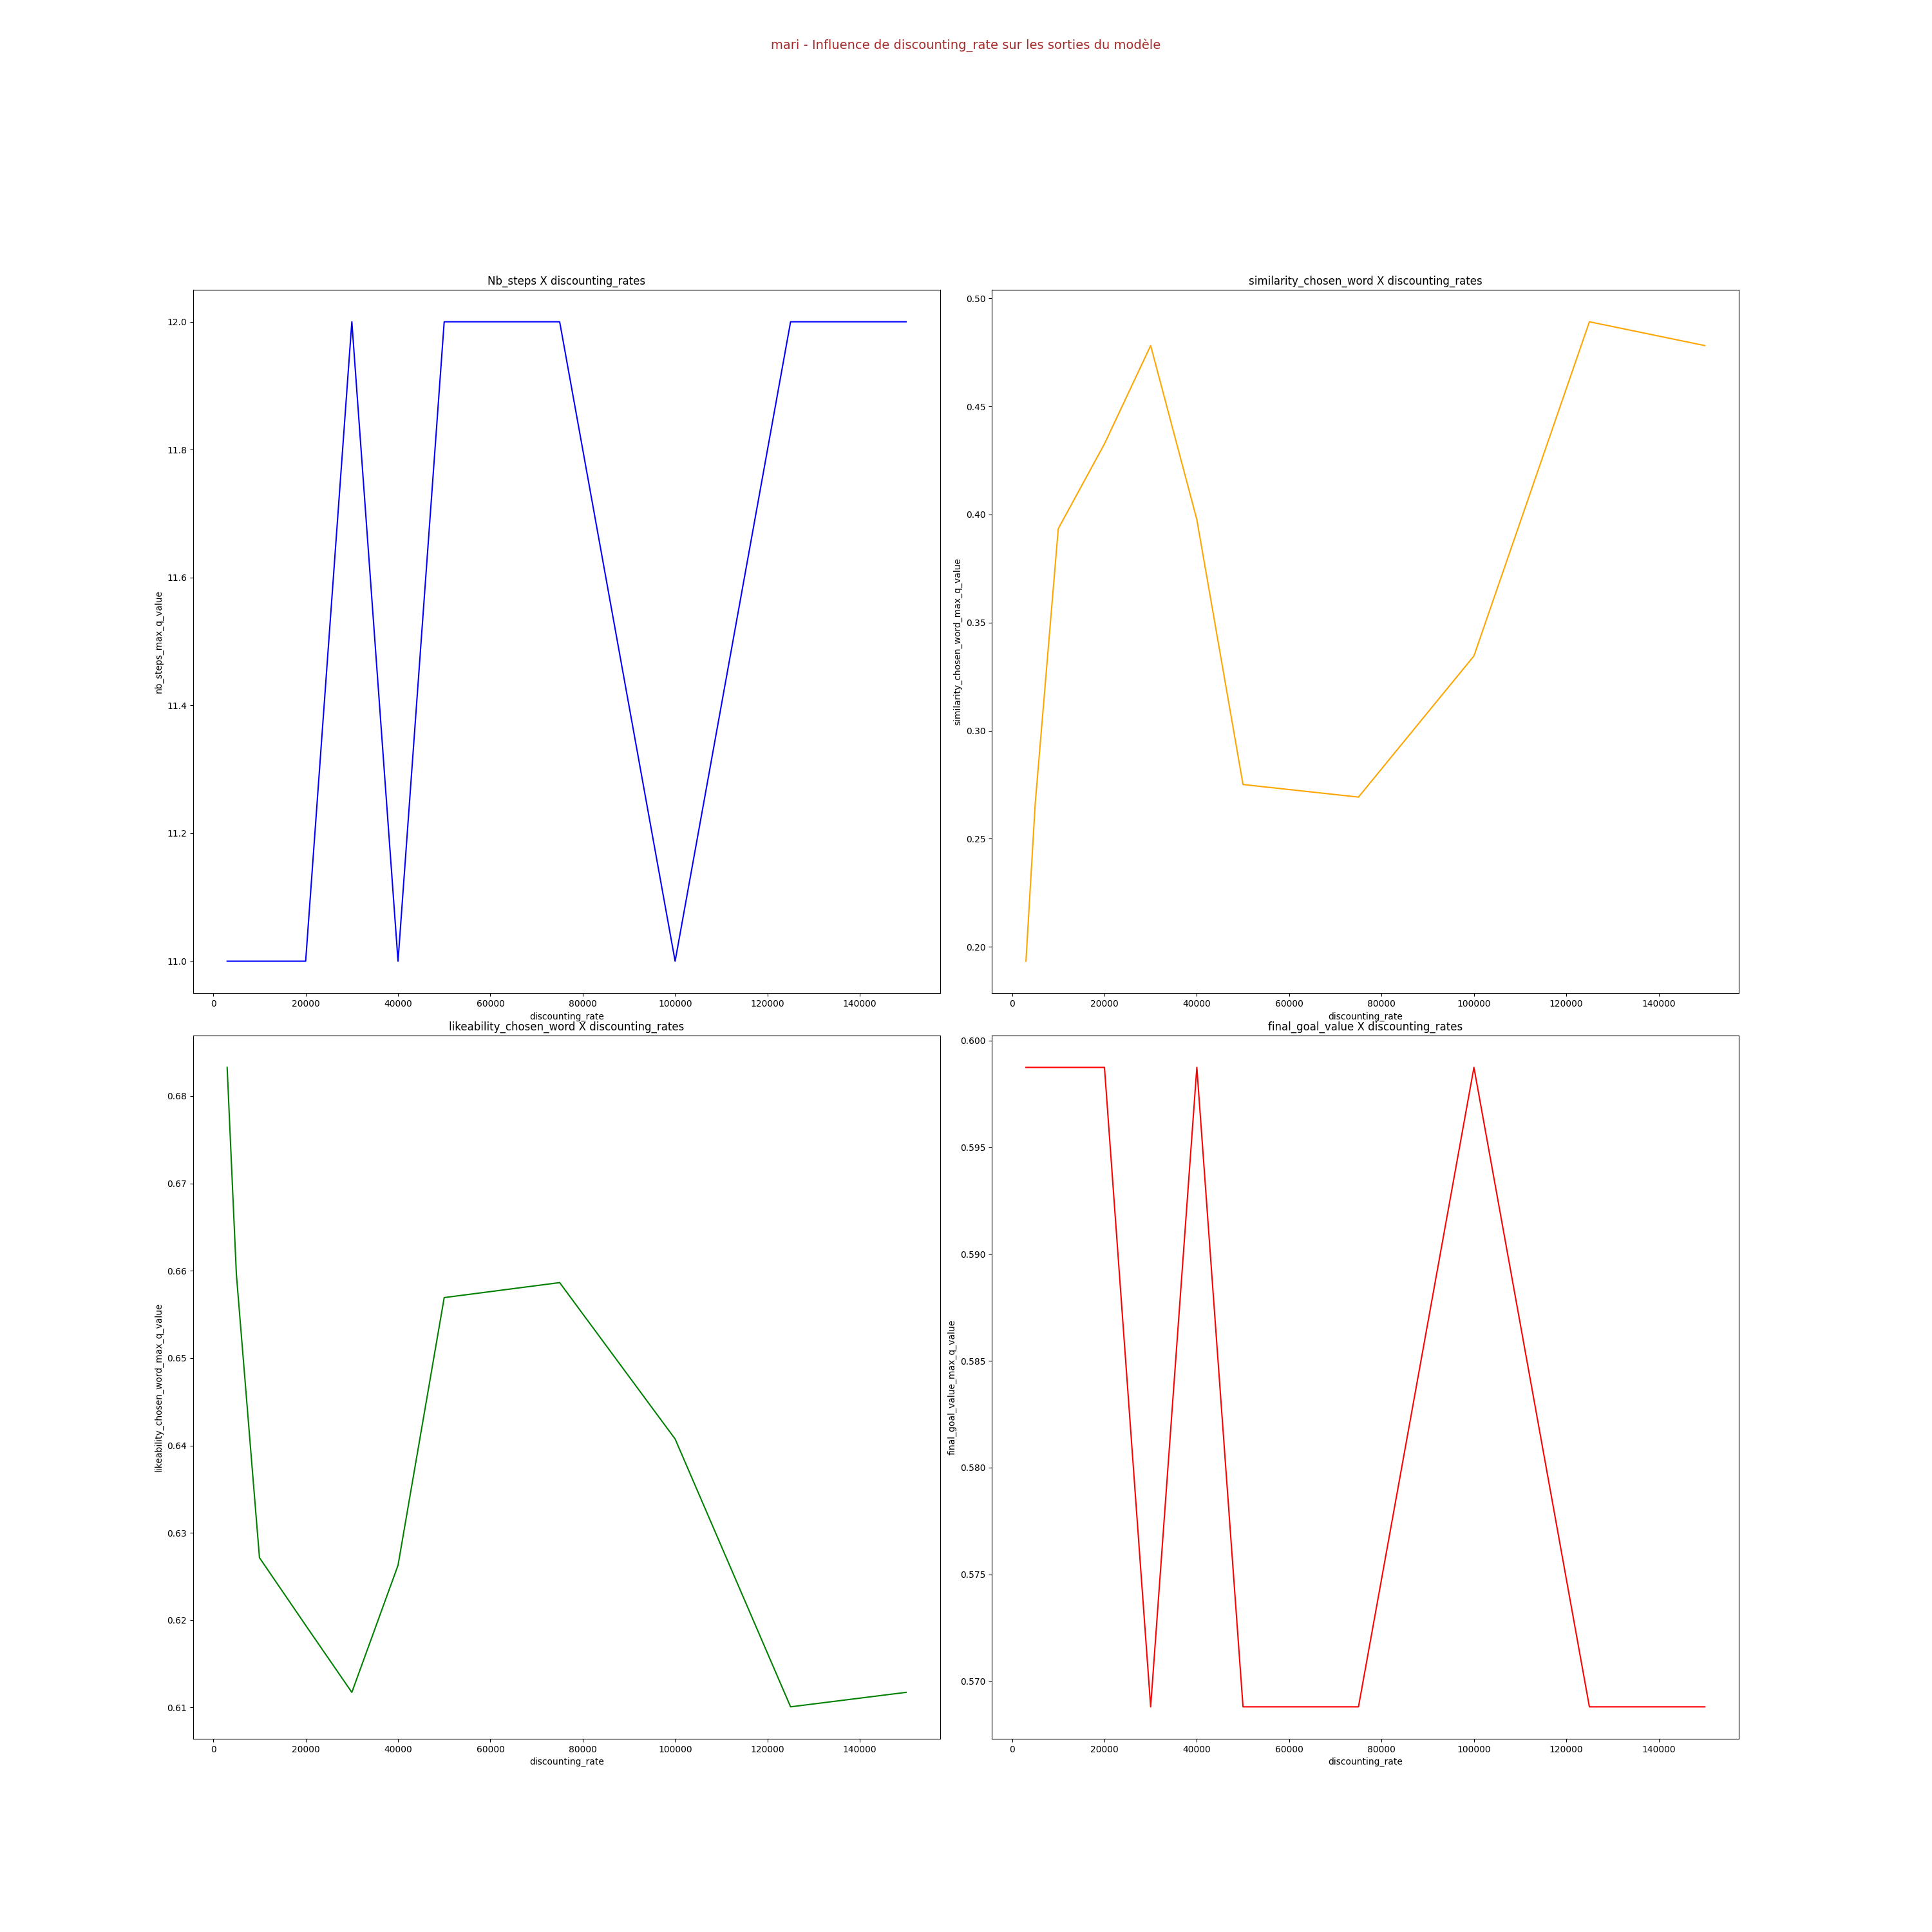 mari - Influence de discounting_rate sur les sorties du modèle
Nb_steps X discounting_rates
12.0
11.8
11.6
11.4
11.2
11.0
nb_steps_max_q_value
0 20000 40000 60000 80000 100000 120000 140000
discounting_rate
similarity_chosen_word X discounting_rates
0.50
0.45
0.40
0.35
0.30
0.25
0.20
similarity_chosen_word_max_q_value
0 20000 40000 60000 80000 100000 120000 140000
discounting_rate
likeability_chosen_word X discounting_rates
0.68
0.67
0.66
0.65
0.64
0.63
0.62
0.61
likeability_chosen_word_max_q_value
0 20000 40000 60000 80000 100000 120000 140000
discounting_rate
final_goal_value X discounting_rates
0.600
0.595
0.590
0.585
0.580
0.575
0.570
final_goal_value_max_q_value
0 20000 40000 60000 80000 100000 120000 140000
discounting_rate